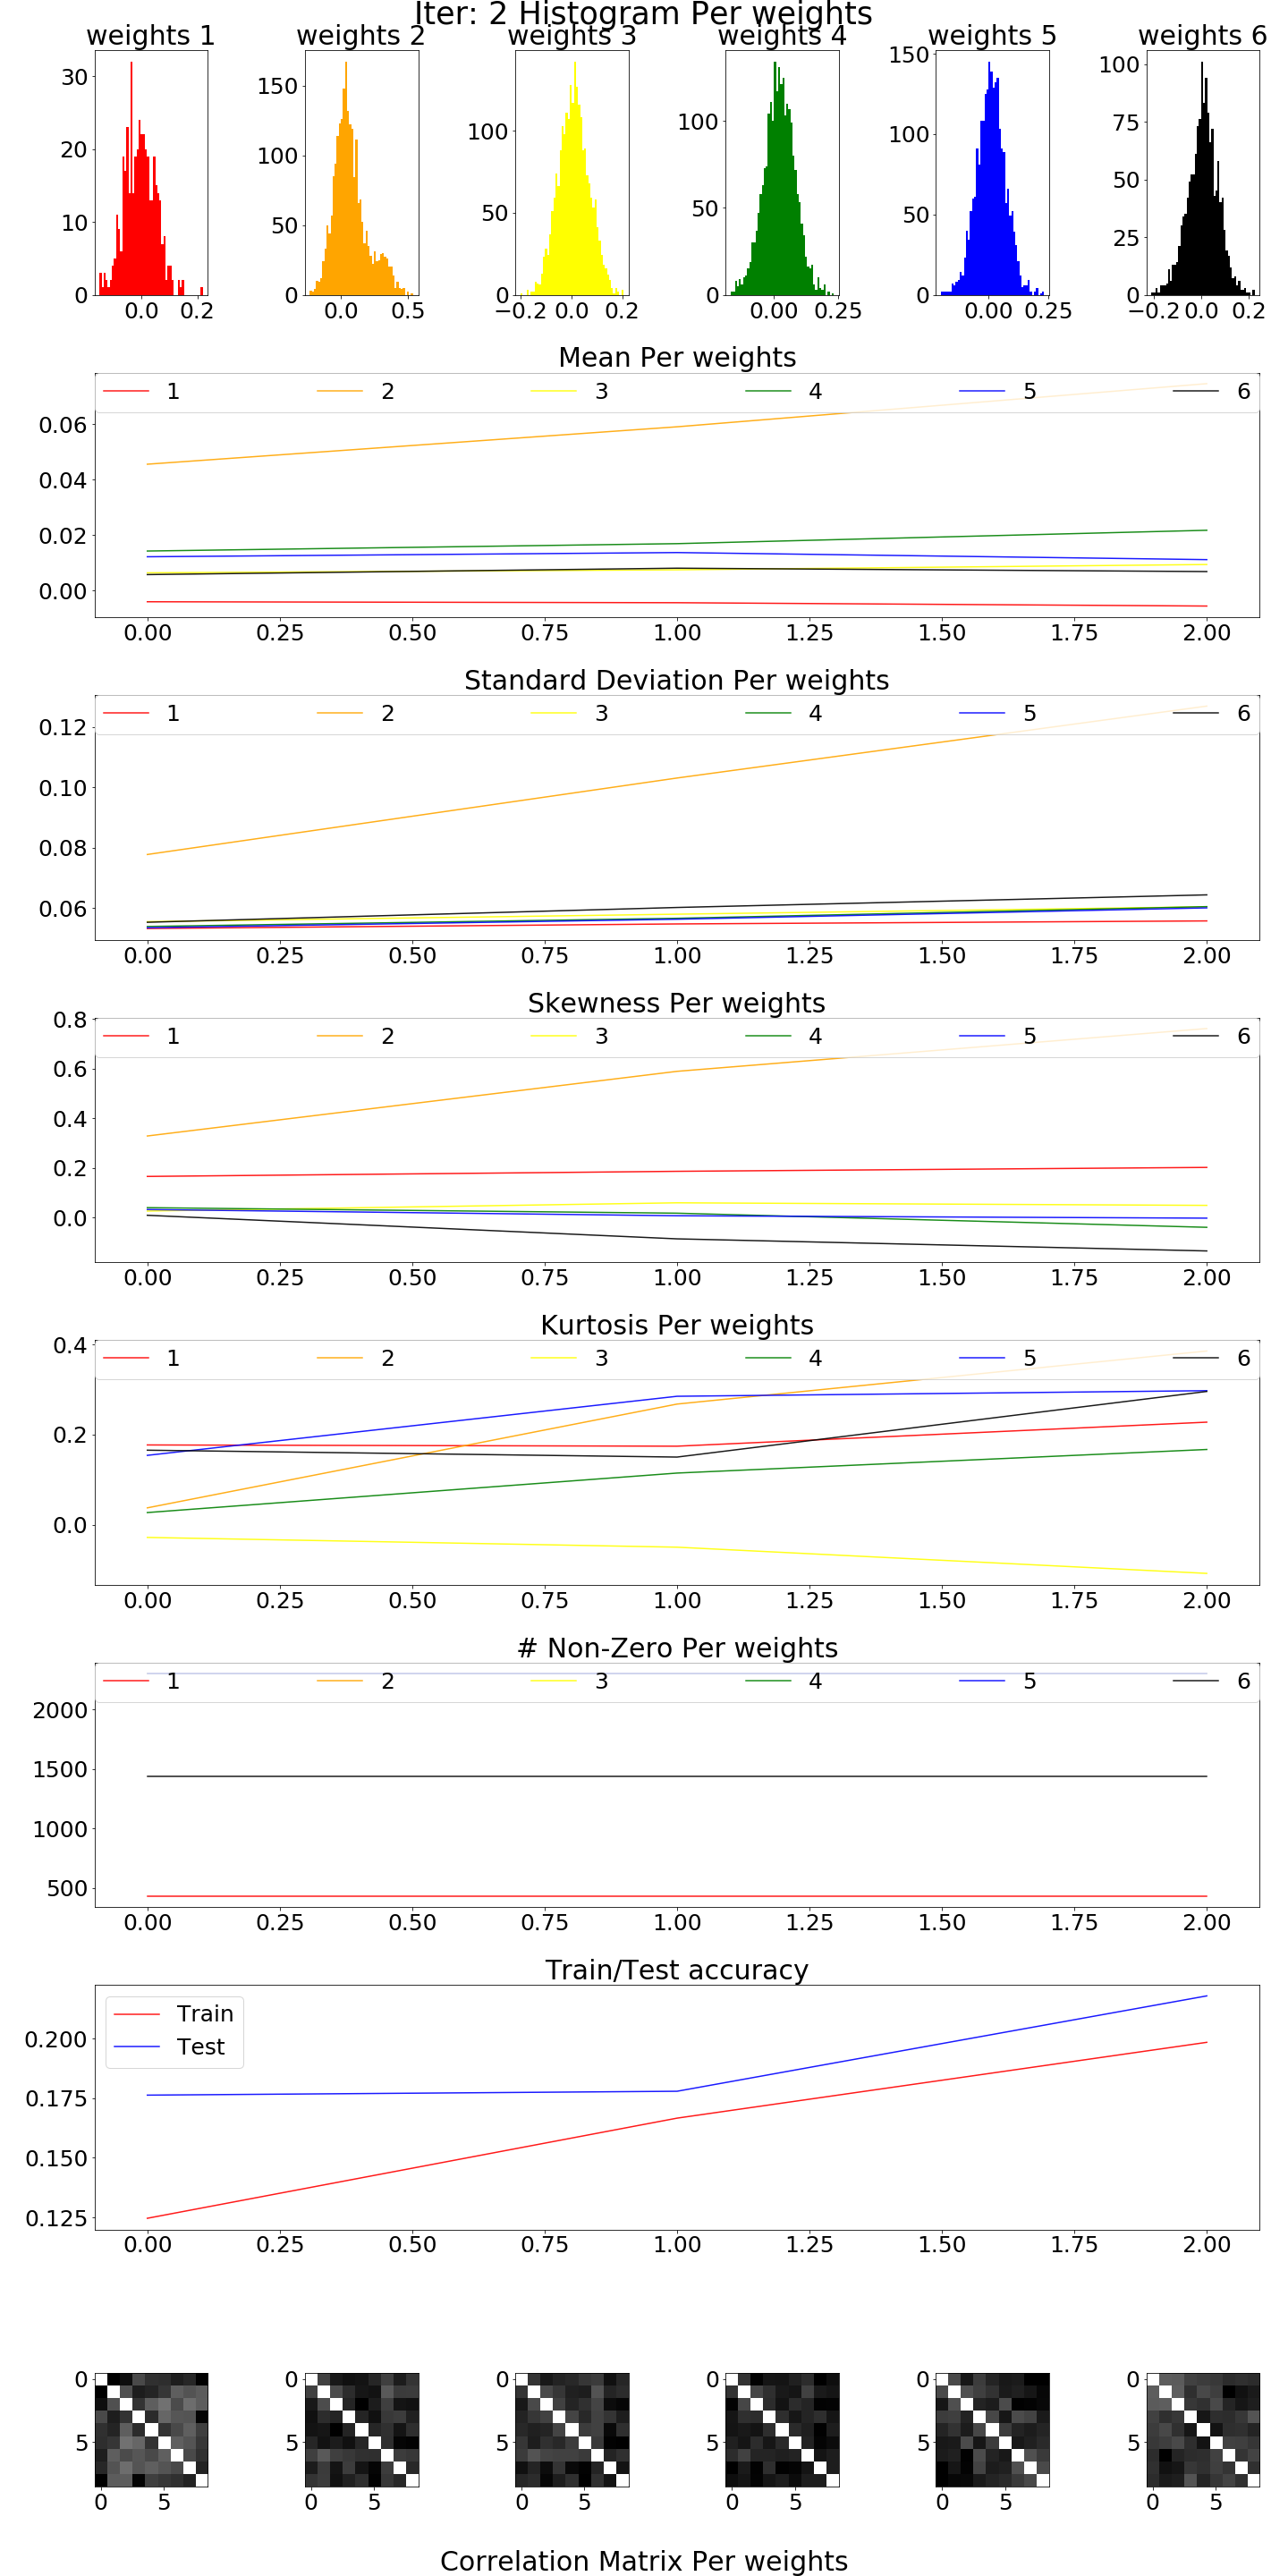 Iter: 2 Histogram Per weights
weights 1 weights 2 weights 3 weights 4 weights 5 weights 6
30
20
10
0
0.0 0.2
150
100
50
0
0.0 0.5
100
50
0
−0.2 0.0 0.2
100
50
0
0.00 0.25
150
100
50
0
0.00 0.25
100
75
50
25
0
−0.2 0.0 0.2
Mean Per weights
1 2 3 4 5 6
0.06
0.04
0.02
0.00
0.00 0.25 0.50 0.75 1.00 1.25 1.50 1.75 2.00
Standard Deviation Per weights
1 2 3 4 5 6
0.12
0.10
0.08
0.06
0.00 0.25 0.50 0.75 1.00 1.25 1.50 1.75 2.00
Skewness Per weights
1 2 3 4 5 6
0.8
0.6
0.4
0.2
0.0
0.00 0.25 0.50 0.75 1.00 1.25 1.50 1.75 2.00
Kurtosis Per weights
1 2 3 4 5 6
0.4
0.2
0.0
0.00 0.25 0.50 0.75 1.00 1.25 1.50 1.75 2.00
# Non-Zero Per weights
1 2 3 4 5 6
2000
1500
1000
500
0.00 0.25 0.50 0.75 1.00 1.25 1.50 1.75 2.00
Train/Test accuracy
Train
Test
0.200
0.175
0.150
0.125
0.00 0.25 0.50 0.75 1.00 1.25 1.50 1.75 2.00
0 0 0 0 0 0
5 5 5 5 5 5
0 5 0 5 0 5 0 5 0 5 0 5
Correlation Matrix Per weights